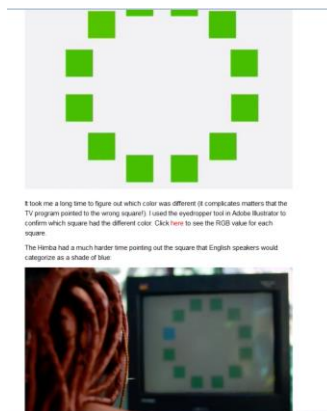 It took me a long time to figure out which color was different (it complicates matters that the
TV program pointed to the wrong square!). I used the eyedropper tool in Adobe Illustrator to
confirm which square had the different color. Click here to see the RGB value for each
square.
The Himba had a much harder time pointing out the square that English speakers would
categorize as a shade of blue.